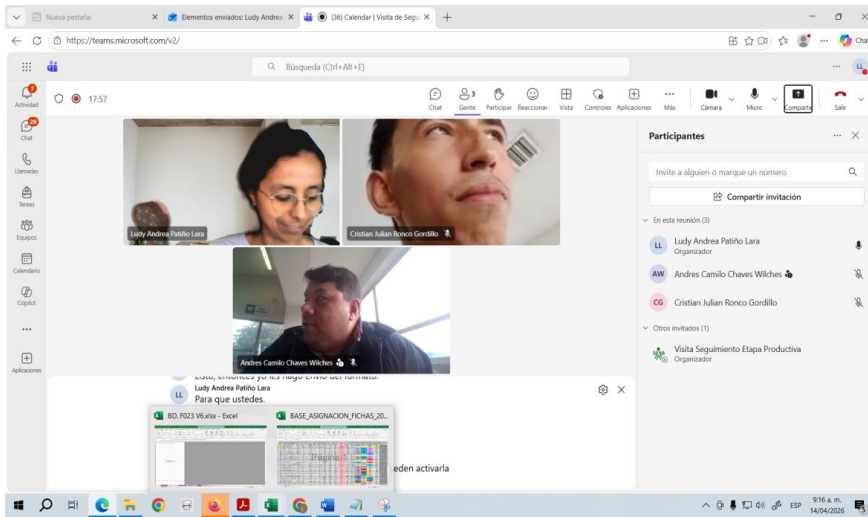 Nueva pestaña
Elementos enviados: Ludy Andrea
(36) Calendar | Visita de Segu
https://teams.microsoft.com/v2/
Búsqueda (Ctrl+Alt+E)
LL
17:57
Chat
Gente
3
Participar
Reaccionar
Vista
Controles
Aplicaciones
Más
Cámara
Micro
Compartir
Salir
Actividad
Chat
Llamadas
Tareas
Equipos
Calendario
Copilot
Aplicaciones
Ludy Andrea Patiño Lara
Cristian Julian Ronco Gordillo
Andres Camilo Chaves Wilches
Participantes
Invite a alguien o marque un número
Compartir invitación
En esta reunión (3)
LL
Ludy Andrea Patiño Lara
Organizador
AW
Andres Camilo Chaves Wilches
CG
Cristian Julian Ronco Gordillo
Otros invitados (1)
Visita Seguimiento Etapa Productiva
Organizador
Listo, entonces yo les hago envío del formato.
LL
Ludy Andrea Patiño Lara
Para que ustedes.
BD. F023 V6.xlsx - Excel
BASE_ASIGNACION_FICHAS_20...
eden activarla
ESP
9:16 a. m.
14/04/2026